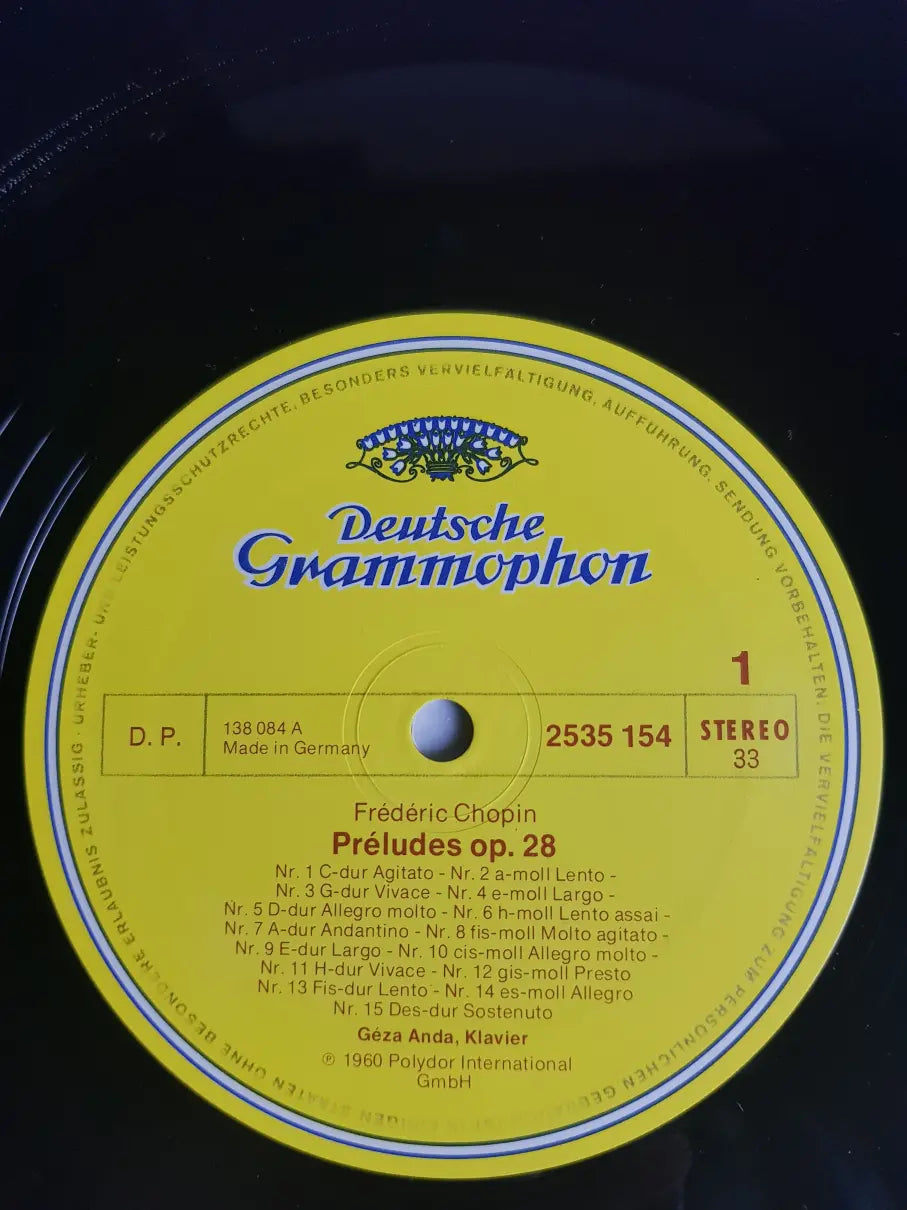 URHEBER- UND LEISTUNGSSCHUTZRECHTE, BESONDERS VERVIELFÄLTIGUNG, AUFFÜHRUNG, SENDUNG VORBEHALTEN. DIE VERVIELFÄLTIGUNG ZUM PERSÖNLICHEN GEBRAUCH IST IN EINIGEN STAATEN OHNE BESONDERE ERLAUBNIS ZULÄSSIG ·
Deutsche
Grammophon
1
D. P.
138 084 A
Made in Germany
2535 154
STEREO
33
Frédéric Chopin
Préludes op. 28
Nr. 1 C-dur Agitato - Nr. 2 a-moll Lento -
Nr. 3 G-dur Vivace - Nr. 4 e-moll Largo -
Nr. 5 D-dur Allegro molto - Nr. 6 h-moll Lento assai -
Nr. 7 A-dur Andantino - Nr. 8 fis-moll Molto agitato -
Nr. 9 E-dur Largo - Nr. 10 cis-moll Allegro molto -
Nr. 11 H-dur Vivace - Nr. 12 gis-moll Presto
Nr. 13 Fis-dur Lento - Nr. 14 es-moll Allegro
Nr. 15 Des-dur Sostenuto
Géza Anda, Klavier
℗ 1960 Polydor International
GmbH